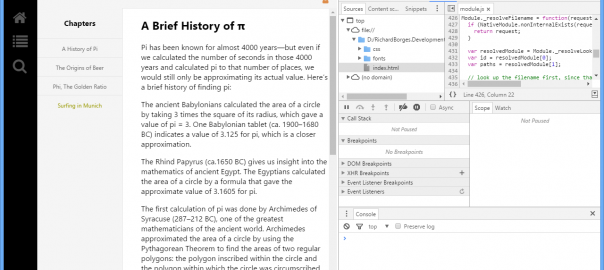 Chapters
A History of Pi
The Origins of Beer
Phi, The Golden Ratio
Surfing in Munich
A Brief History of π
Pi has been known for almost 4000 years—but even if
we calculated the number of seconds in those 4000
years and calculated pi to that number of places, we
would still only be approximating its actual value. Here's
a brief history of finding pi:
The ancient Babylonians calculated the area of a circle
by taking 3 times the square of its radius, which gave a
value of pi = 3. One Babylonian tablet (ca. 1900–1680
BC) indicates a value of 3.125 for pi, which is a closer
approximation.
The Rhind Papyrus (ca.1650 BC) gives us insight into the
mathematics of ancient Egypt. The Egyptians calculated
the area of a circle by a formula that gave the
approximate value of 3.1605 for pi.
The first calculation of pi was done by Archimedes of
Syracuse (287–212 BC), one of the greatest
mathematicians of the ancient world. Archimedes
approximated the area of a circle by using the
Pythagorean Theorem to find the areas of two regular
polygons: the polygon inscribed within the circle and
the polygon within which the circle was circumscribed.
Sources Content sc... Snippets
top
file://
D:/RichardBorges.Development
css
fonts
index.html
(no domain)
module.js ×
426 Module._resolveFilename = function(request
427 if (NativeModule.nonInternalExists(reque
428 return request;
429 }
430
431 var resolvedModule = Module._resolveLook
432 var id = resolvedModule[0];
433 var paths = resolvedModule[1];
434
435 // look up the filename first, since tha
Line 426, Column 22
Async
Call Stack
Not Paused
Breakpoints
No Breakpoints
DOM Breakpoints
XHR Breakpoints
Event Listener Breakpoints
Event Listeners
Scope Watch
Not Paused
Console
top Preserve log